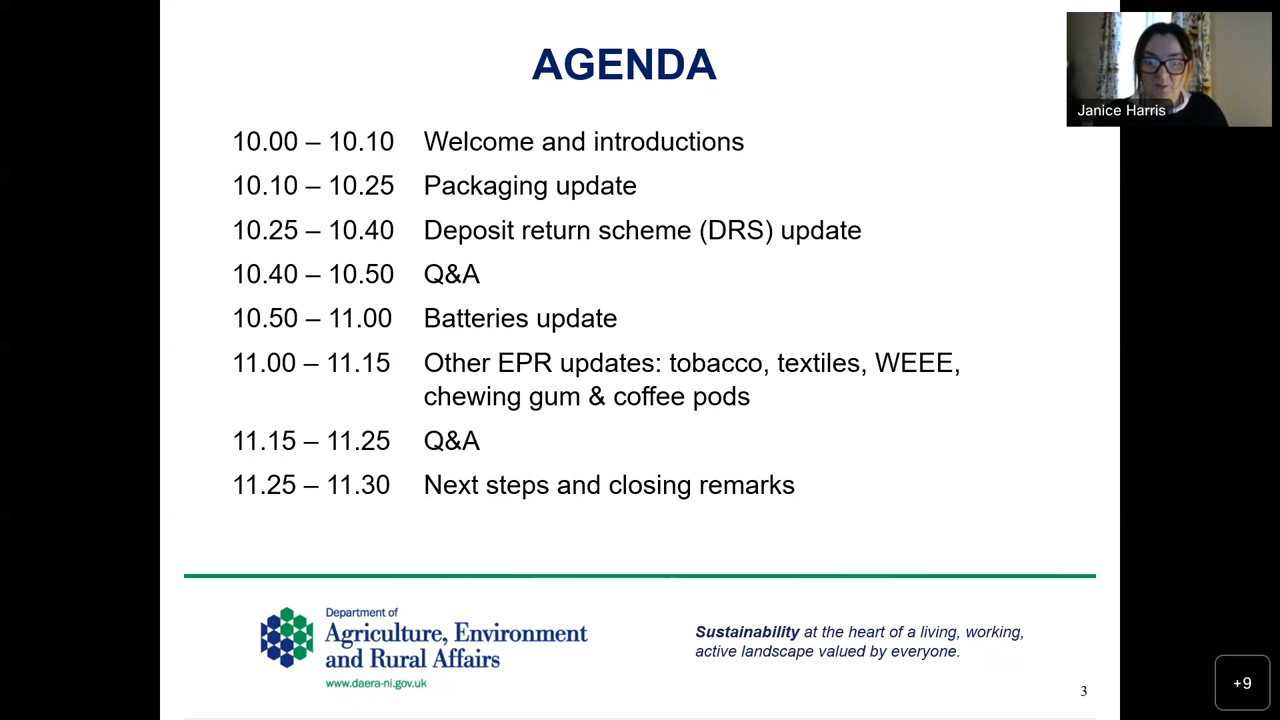 AGENDA
Janice Harris
10.00 – 10.10 Welcome and introductions
10.10 – 10.25 Packaging update
10.25 – 10.40 Deposit return scheme (DRS) update
10.40 – 10.50 Q&A
10.50 – 11.00 Batteries update
11.00 – 11.15 Other EPR updates: tobacco, textiles, WEEE,
chewing gum & coffee pods
11.15 – 11.25 Q&A
11.25 – 11.30 Next steps and closing remarks
Department of
Agriculture, Environment
and Rural Affairs
www.daera-ni.gov.uk
Sustainability at the heart of a living, working,
active landscape valued by everyone.
3
+9